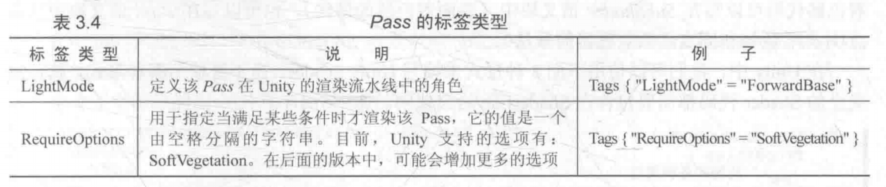 表 3.4 Pass 的标签类型
标 签 类 型 说 明 例 子
LightMode 定义该 Pass 在 Unity 的渲染流水线中的角色 Tags { "LightMode" = "ForwardBase" }
用于指定当满足某些条件时才渲染该 Pass，它的值是一个
RequireOptions 由空格分隔的字符串。目前，Unity 支持的选项有： Tags { "RequireOptions" = "SoftVegetation" }
SoftVegetation。在后面的版本中，可能会增加更多的选项